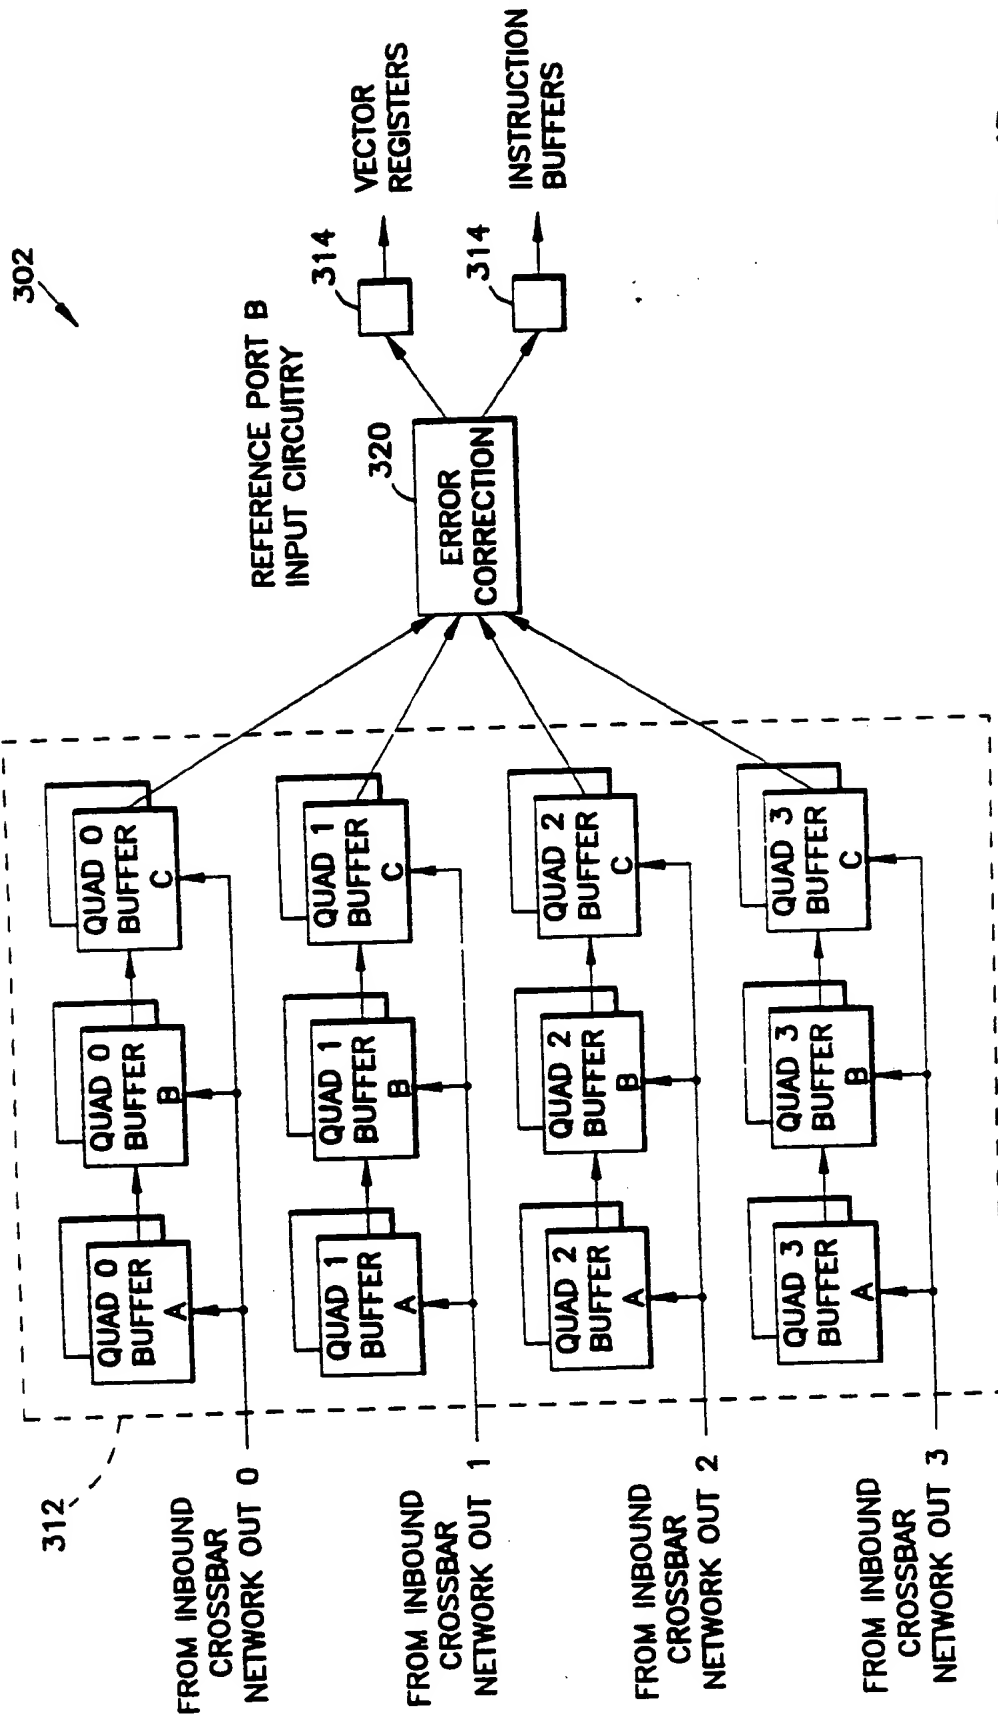 302
REFERENCE PORT B
INPUT CIRCUITRY
312
FROM INBOUND
CROSSBAR
NETWORK OUT 0
QUAD 0
BUFFER
A
QUAD 0
BUFFER
B
QUAD 0
BUFFER
C
FROM INBOUND
CROSSBAR
NETWORK OUT 1
QUAD 1
BUFFER
A
QUAD 1
BUFFER
B
QUAD 1
BUFFER
C
FROM INBOUND
CROSSBAR
NETWORK OUT 2
QUAD 2
BUFFER
A
QUAD 2
BUFFER
B
QUAD 2
BUFFER
C
FROM INBOUND
CROSSBAR
NETWORK OUT 3
QUAD 3
BUFFER
A
QUAD 3
BUFFER
B
QUAD 3
BUFFER
C
320
ERROR
CORRECTION
314
VECTOR
REGISTERS
314
INSTRUCTION
BUFFERS